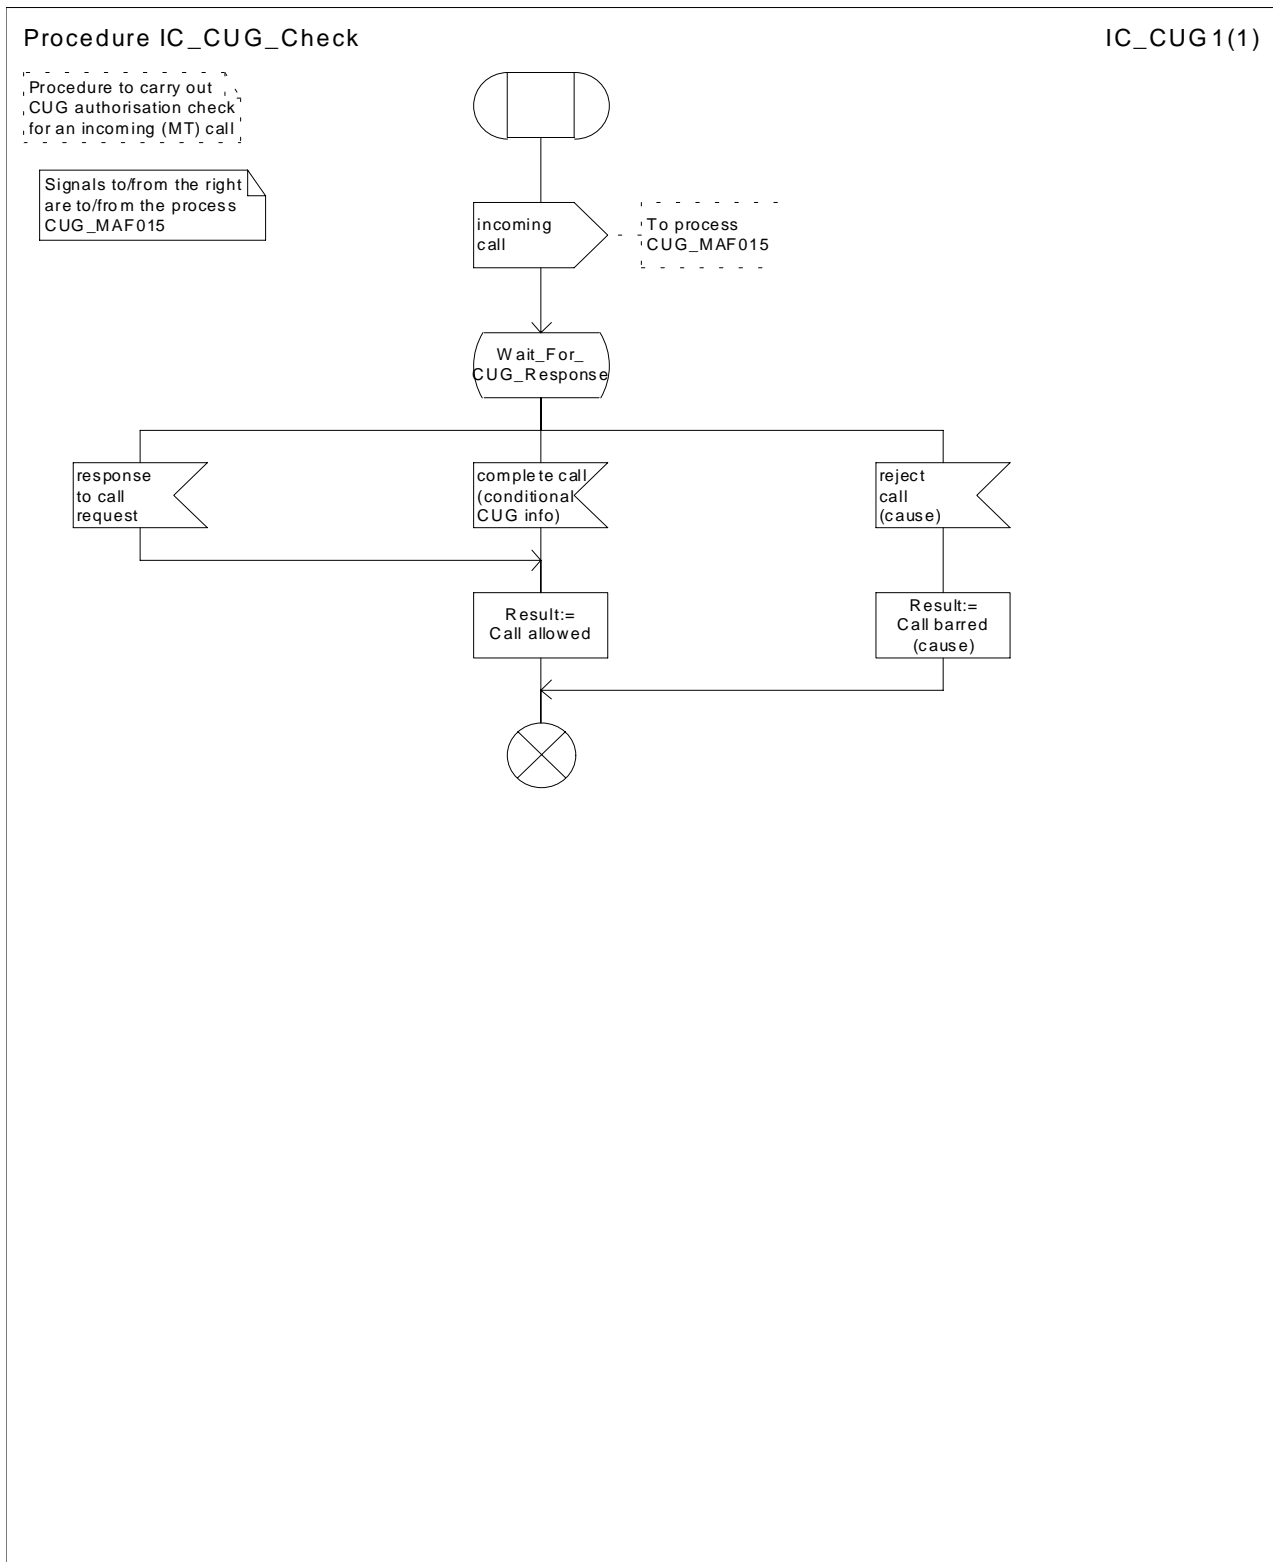 Procedure IC_CUG_Check
IC_CUG1(1)
Procedure to carry out
CUG authorisation check
for an incoming (MT) call
Signals to/from the right
are to/from the process
CUG_MAF015
incoming
call
To process
CUG_MAF015
Wait_For_
CUG_Response
response
to call
request
complete call
(conditional
CUG info)
reject
call
(cause)
Result:=
Call allowed
Result:=
Call barred
(cause)